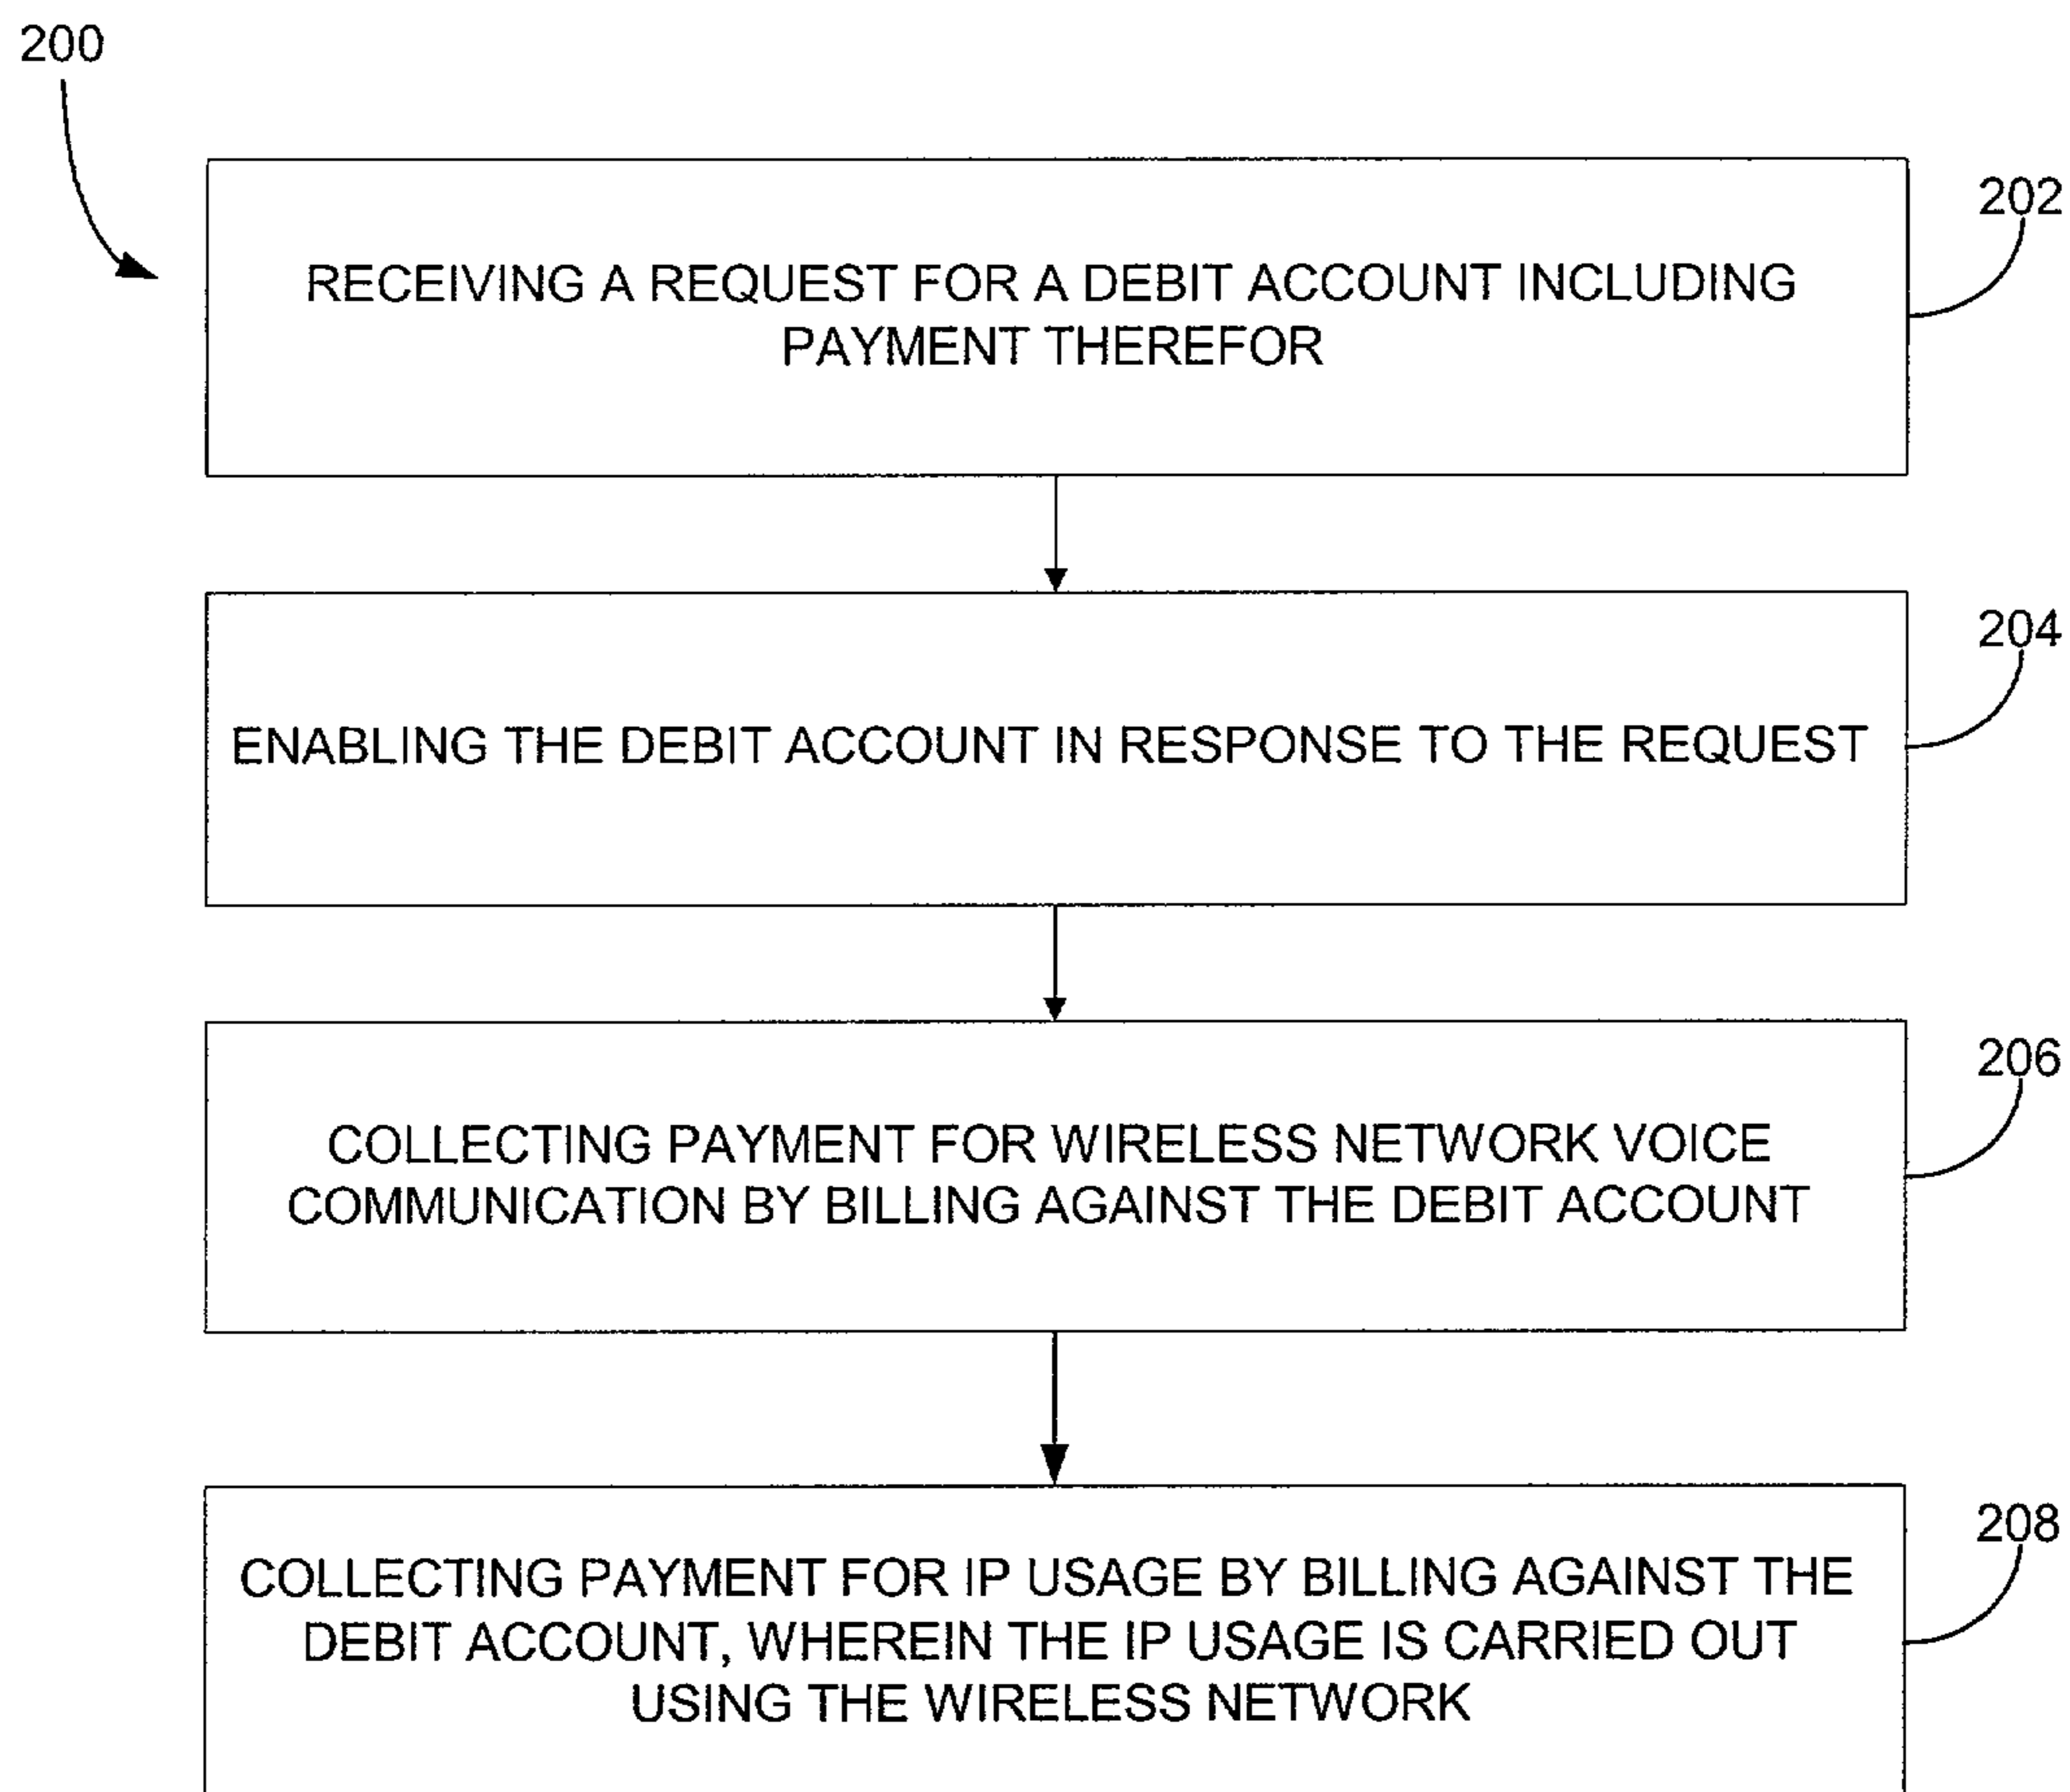 200
202
RECEIVING A REQUEST FOR A DEBIT ACCOUNT INCLUDING
PAYMENT THEREFOR
204
ENABLING THE DEBIT ACCOUNT IN RESPONSE TO THE REQUEST
206
COLLECTING PAYMENT FOR WIRELESS NETWORK VOICE
COMMUNICATION BY BILLING AGAINST THE DEBIT ACCOUNT
208
COLLECTING PAYMENT FOR IP USAGE BY BILLING AGAINST THE
DEBIT ACCOUNT, WHEREIN THE IP USAGE IS CARRIED OUT
USING THE WIRELESS NETWORK